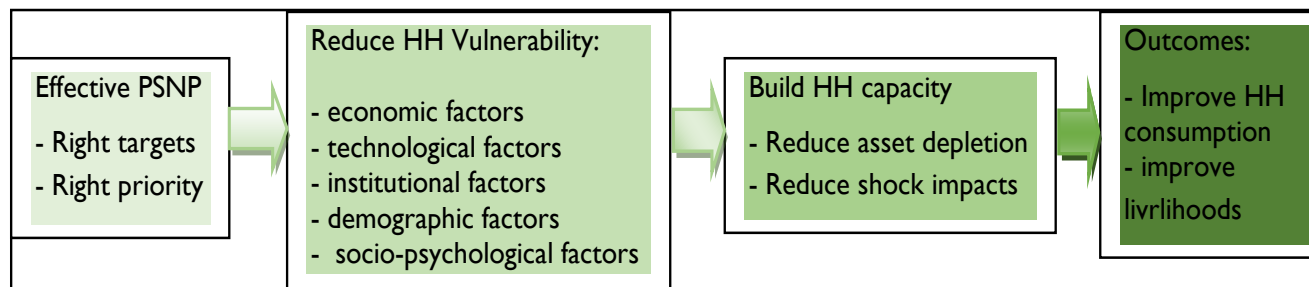 Effective PSNP
- Right targets
- Right priority
Reduce HH Vulnerability:
- economic factors
- technological factors
- institutional factors
- demographic factors
- socio-psychological factors
Build HH capacity
- Reduce asset depletion
- Reduce shock impacts
Outcomes:
- Improve HH
consumption
- improve
livrlihoods